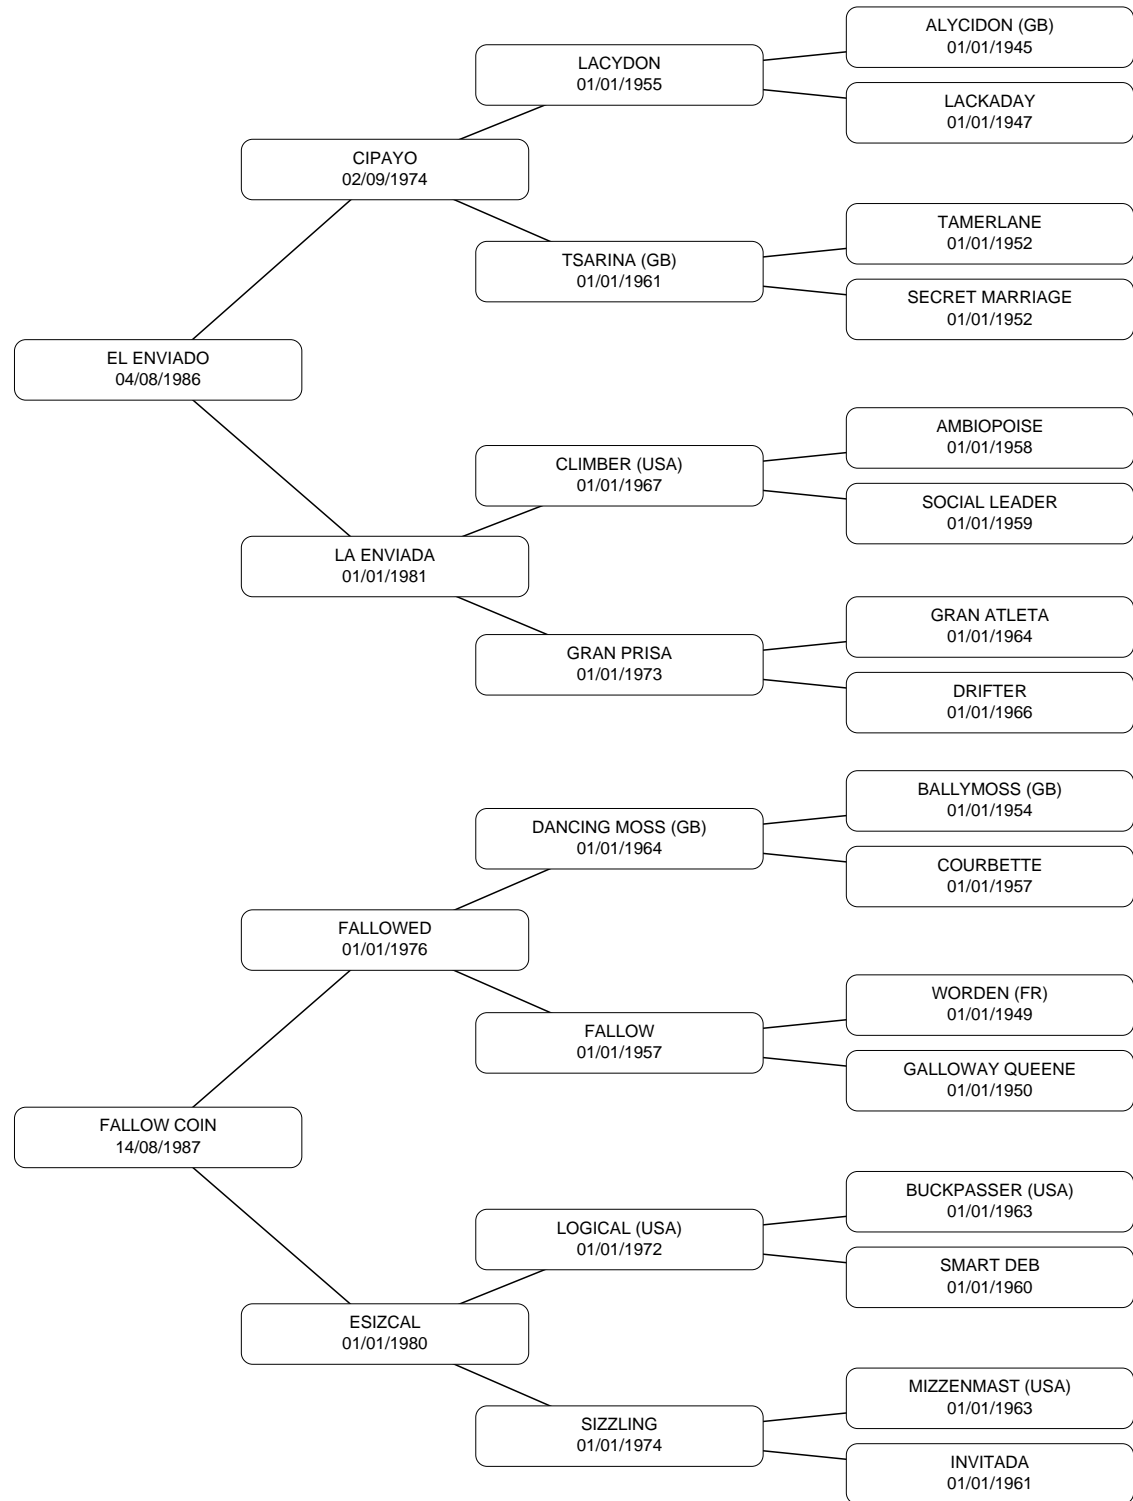 ALYCIDON (GB)
01/01/1945
LACYDON
01/01/1955
LACKADAY
01/01/1947
CIPAYO
02/09/1974
TAMERLANE
01/01/1952
TSARINA (GB)
01/01/1961
SECRET MARRIAGE
01/01/1952
EL ENVIADO
04/08/1986
AMBIOPOISE
01/01/1958
CLIMBER (USA)
01/01/1967
SOCIAL LEADER
01/01/1959
LA ENVIADA
01/01/1981
GRAN ATLETA
01/01/1964
GRAN PRISA
01/01/1973
DRIFTER
01/01/1966
BALLYMOSS (GB)
01/01/1954
DANCING MOSS (GB)
01/01/1964
COURBETTE
01/01/1957
FALLOWED
01/01/1976
WORDEN (FR)
01/01/1949
FALLOW
01/01/1957
GALLOWAY QUEENE
01/01/1950
FALLOW COIN
14/08/1987
BUCKPASSER (USA)
01/01/1963
LOGICAL (USA)
01/01/1972
SMART DEB
01/01/1960
ESIZCAL
01/01/1980
MIZZENMAST (USA)
01/01/1963
SIZZLING
01/01/1974
INVITADA
01/01/1961